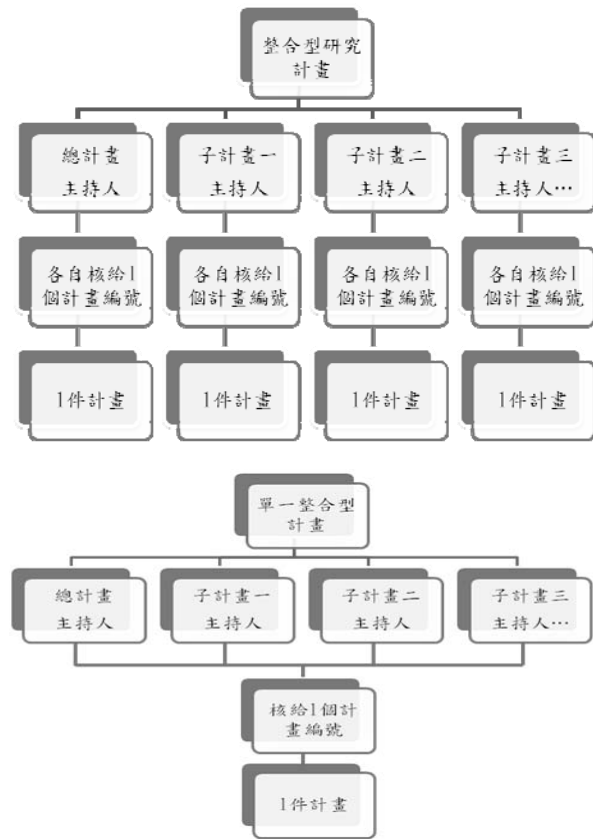 整合型研究
計畫
總計畫
主持人
子計畫一
主持人
子計畫二
主持人
子計畫三
主持人…
各自核給1
個計畫編號
各自核給1
個計畫編號
各自核給1
個計畫編號
各自核給1
個計畫編號
1件計畫
1件計畫
1件計畫
1件計畫
單一整合型
計畫
總計畫
主持人
子計畫一
主持人
子計畫二
主持人
子計畫三
主持人…
核給1個計
畫編號
1件計畫